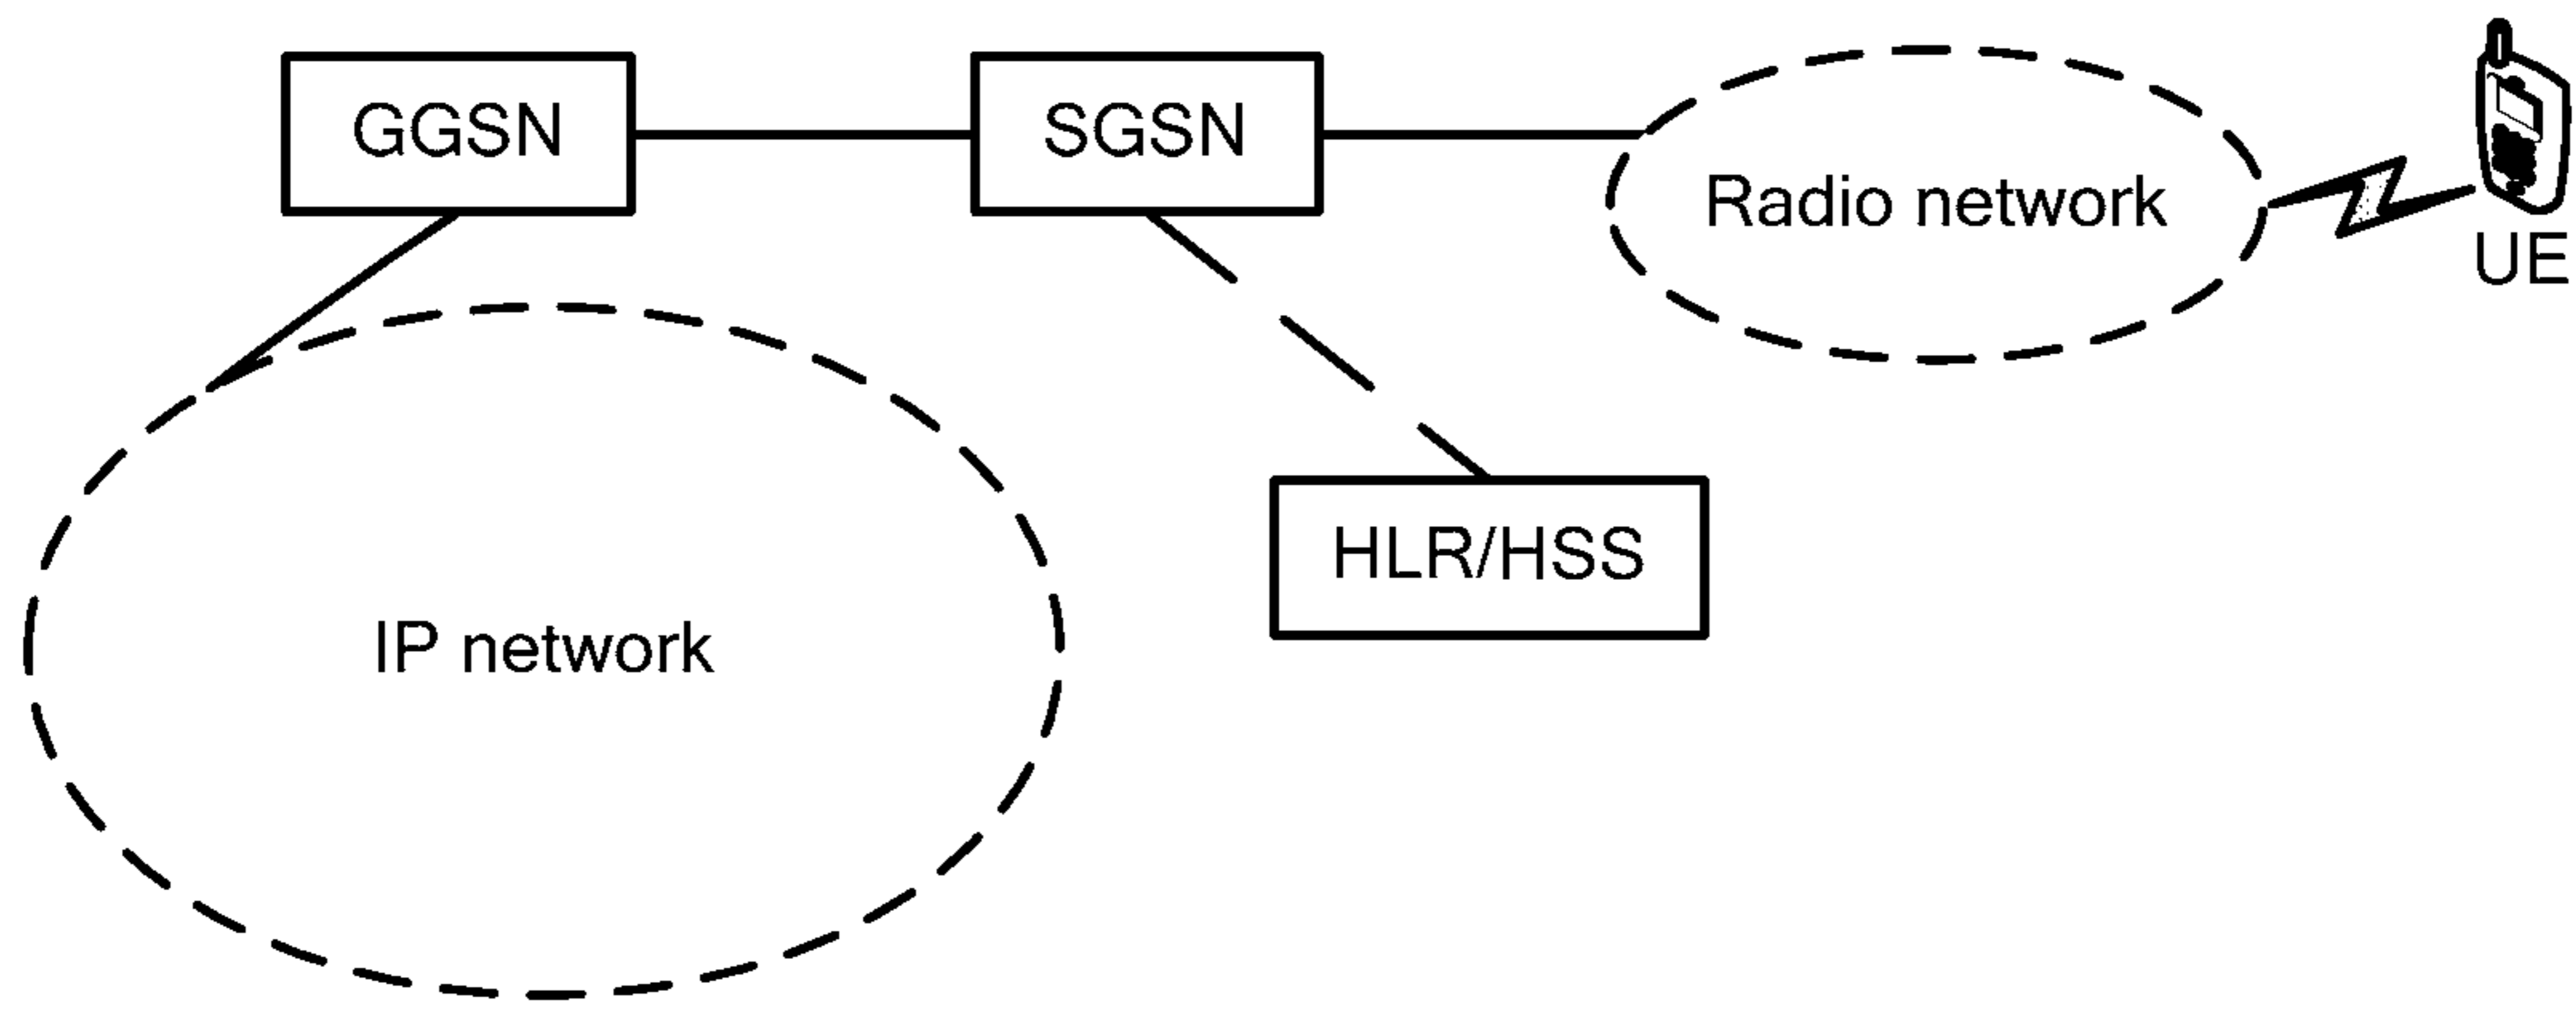 GGSN
SGSN
Radio network
UE
HLR/HSS
IP network